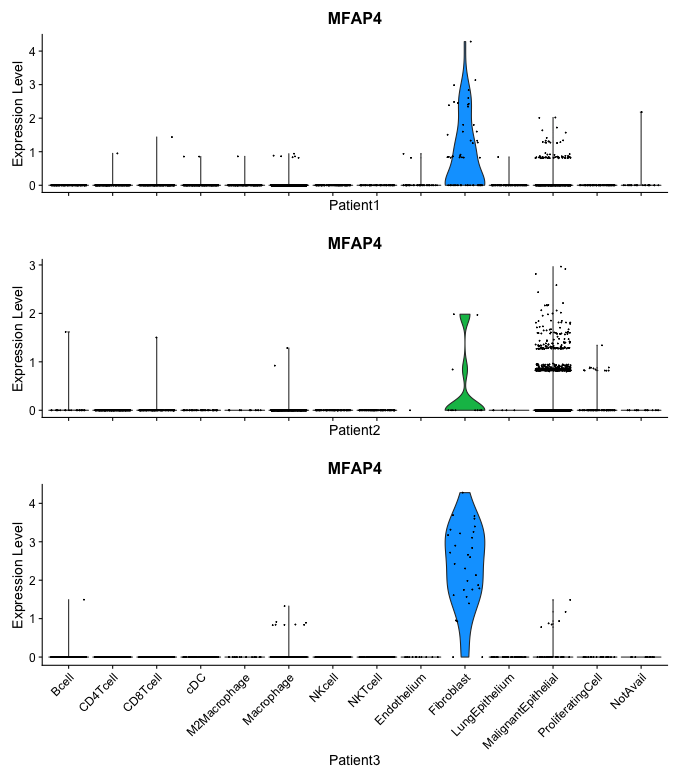 MFAP4
Expression Level
4
3
2
1
0
Patient1
MFAP4
Expression Level
3
2
1
0
Patient2
MFAP4
Expression Level
4
3
2
1
0
Bcell
CD4Tcell
CD8Tcell
cDC
M2Macrophage
Macrophage
NKcell
NKTcell
Endothelium
Fibroblast
LungEpithelium
MalignantEpithelial
ProliferatingCell
NotAvail
Patient3